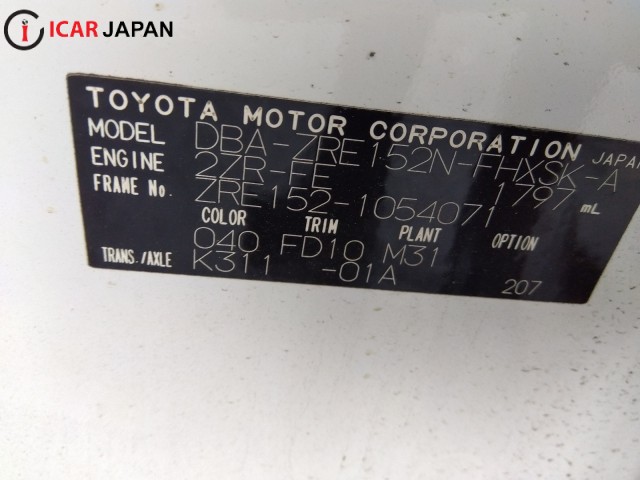 ICAR JAPAN
TOYOTA MOTOR CORPORATION JAPAN
MODEL DBA-ZRE152N-FHXSK-A
ENGINE 2ZR-FE 1797 mL
FRAME No. ZRE152-1054071
COLOR TRIM PLANT OPTION
040 FD10 M31
TRANS./AXLE K311 -01A 207